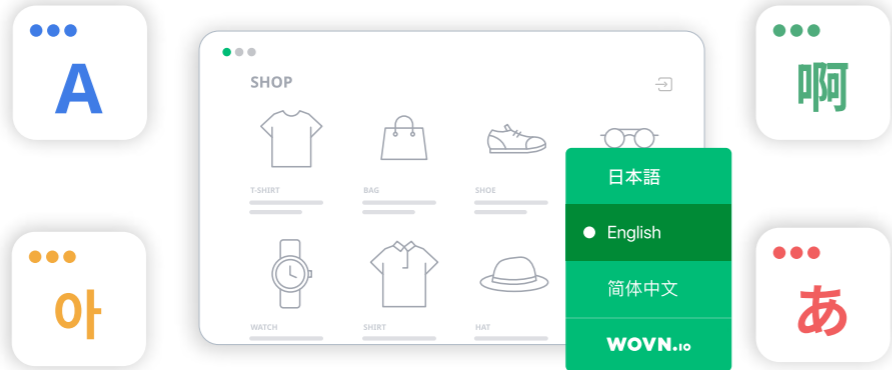 A
啊
SHOP
T-SHIRT
BAG
SHOE
日本語
English
简体中文
WOVN.io
WATCH
SHIRT
HAT
아
あ